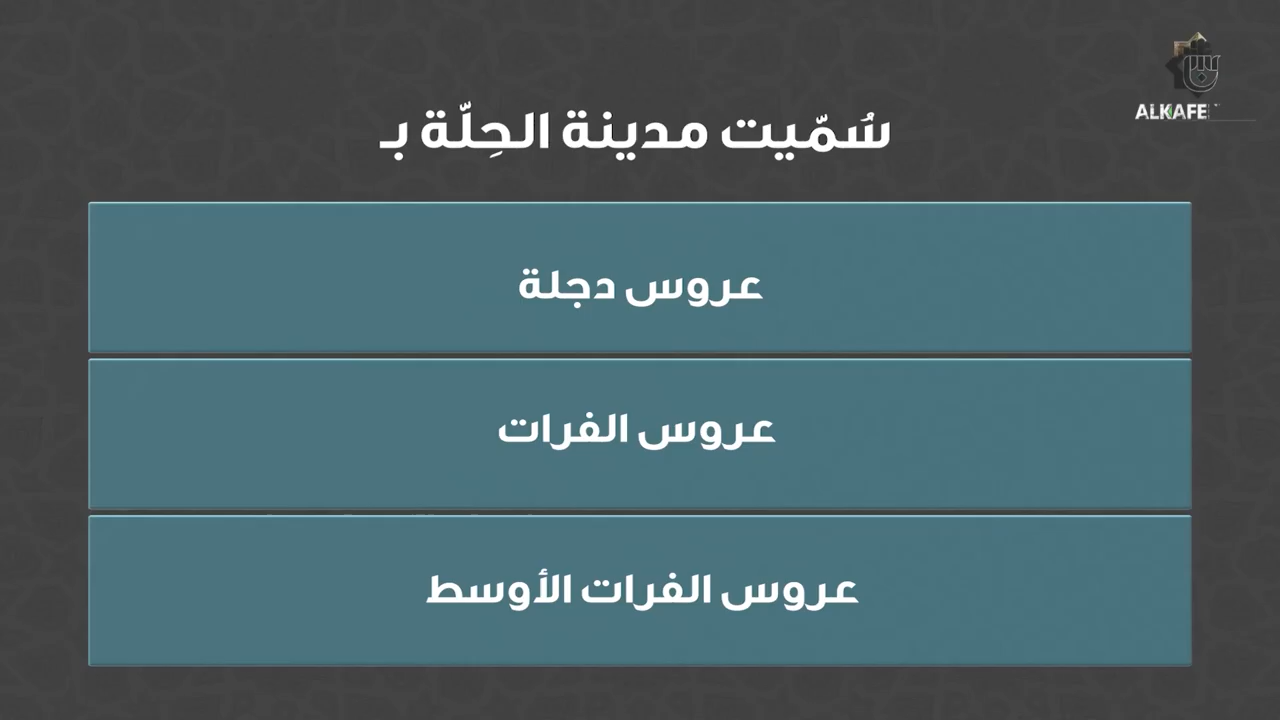 سُمّيت مدينة الحِلّة بـ
عروس دجلة
عروس الفرات
عروس الفرات الأوسط
ALKAFE